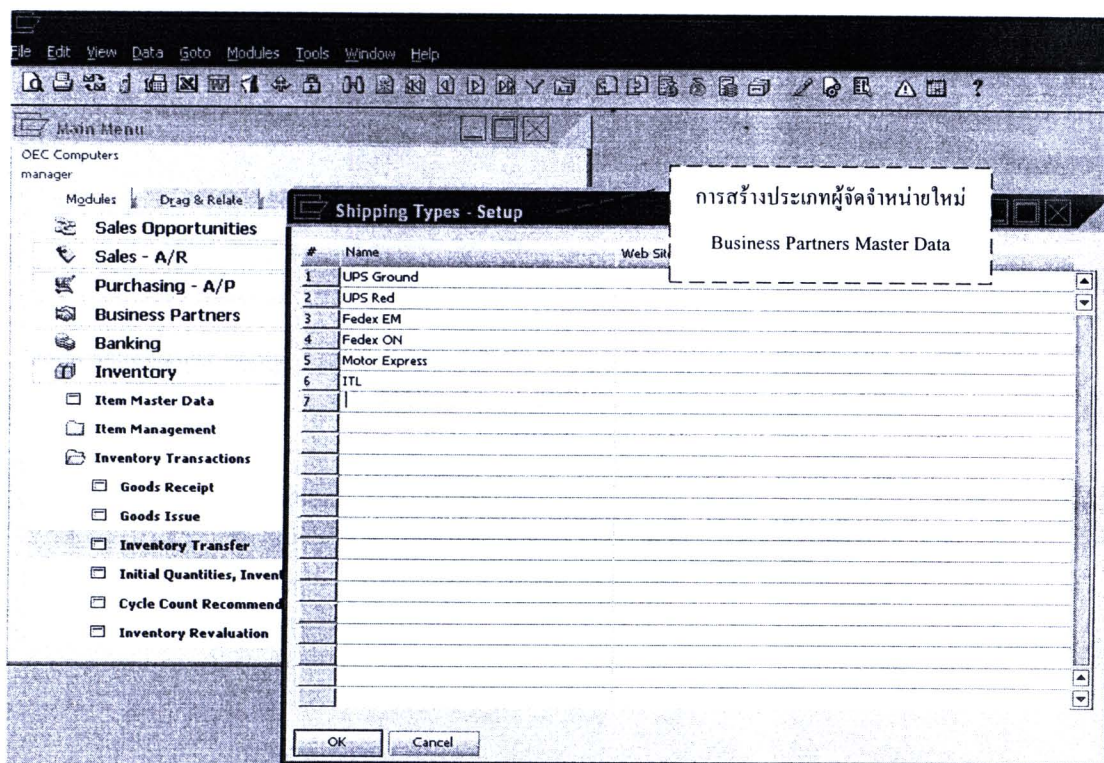 File Edit View Data Goto Modules Tools Window Help
Main Menu
OEC Computers
manager
Modules Drag & Relate
Sales Opportunities
Sales - A/R
Purchasing - A/P
Business Partners
Banking
Inventory
Item Master Data
Item Management
Inventory Transactions
Goods Receipt
Goods Issue
Inventory Transfer
Initial Quantities, Invent
Cycle Count Recommend
Inventory Revaluation
Shipping Types - Setup
# Name Web Sit
1 UPS Ground
2 UPS Red
3 Fedex EM
4 Fedex ON
5 Motor Express
6 ITL
7
OK Cancel
การสร้างประเภทผู้จัดจำหน่ายใหม่
Business Partners Master Data